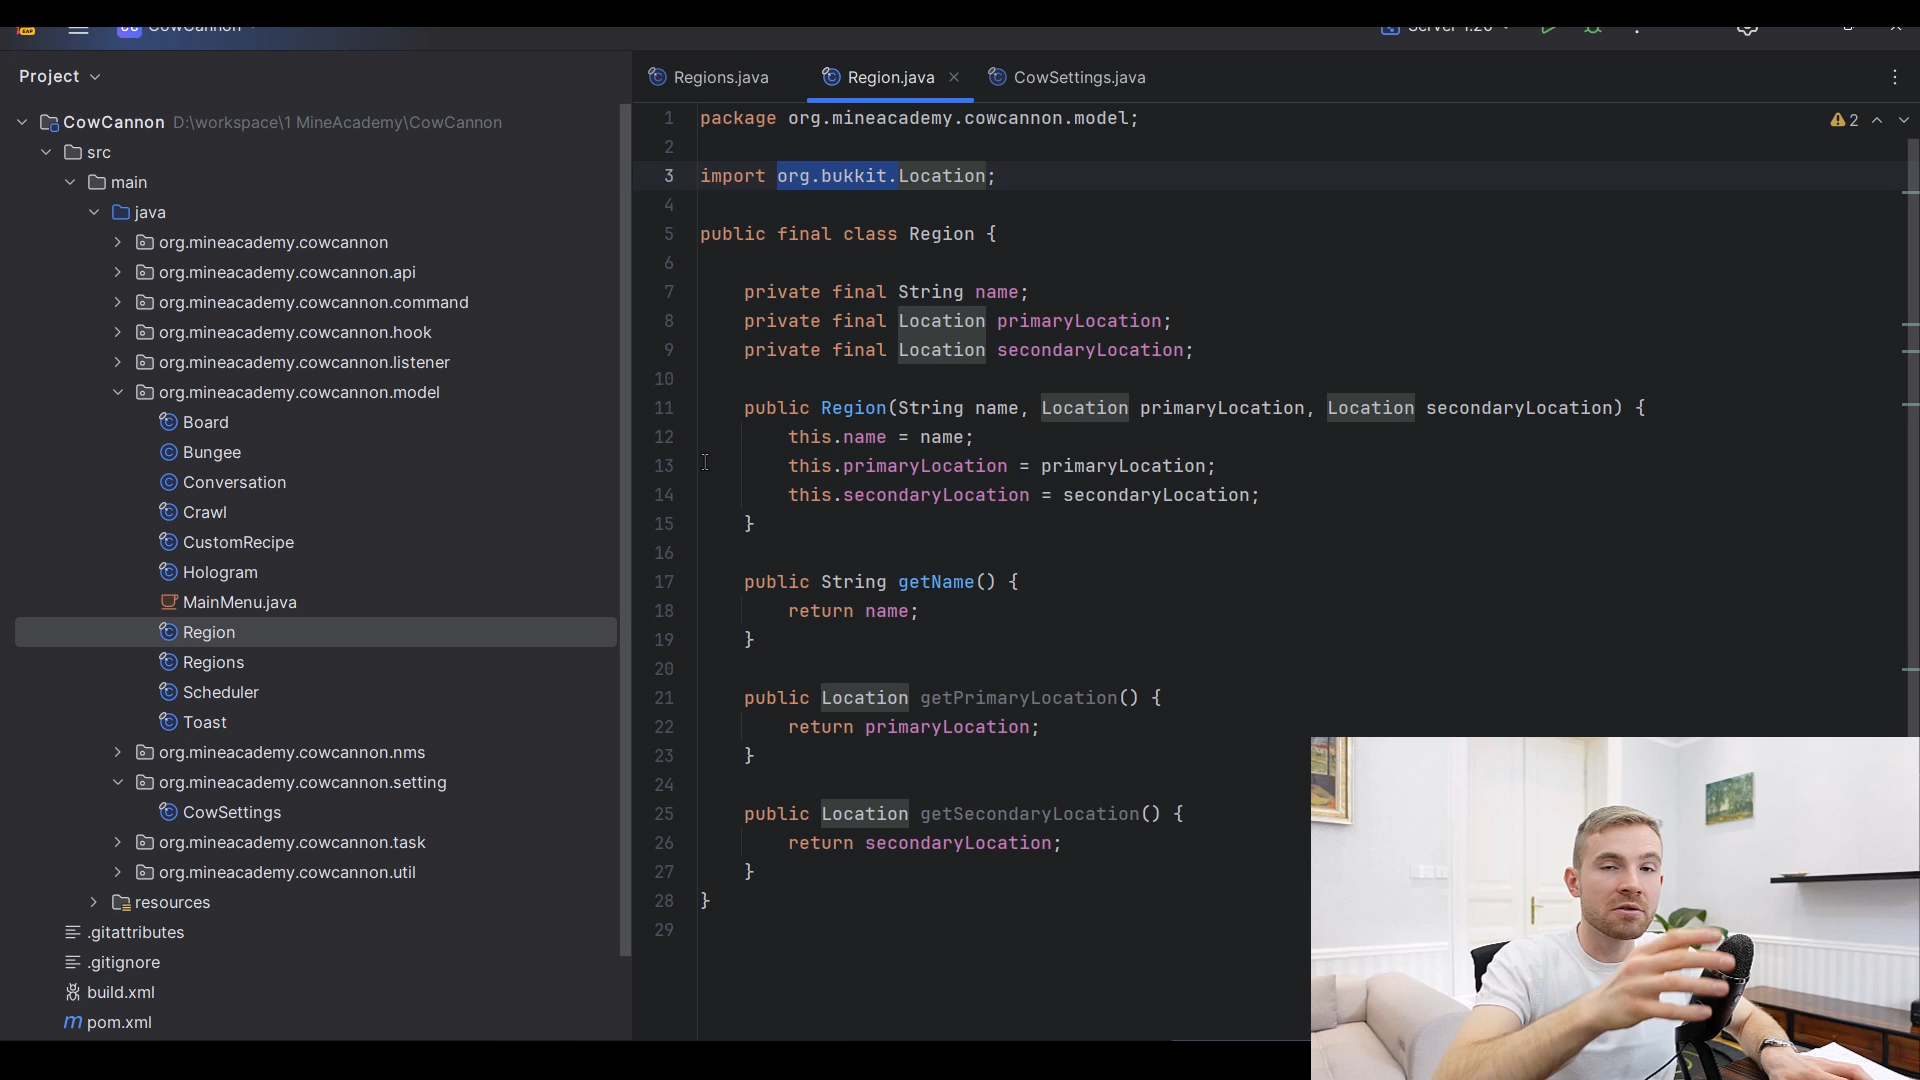 CowCannon
Server 1.20
Project
Regions.java
Region.java
CowSettings.java
CowCannon D:\workspace\1 MineAcademy\CowCannon
src
main
java
org.mineacademy.cowcannon
org.mineacademy.cowcannon.api
org.mineacademy.cowcannon.command
org.mineacademy.cowcannon.hook
org.mineacademy.cowcannon.listener
org.mineacademy.cowcannon.model
Board
Bungee
Conversation
Crawl
CustomRecipe
Hologram
MainMenu.java
Region
Regions
Scheduler
Toast
org.mineacademy.cowcannon.nms
org.mineacademy.cowcannon.setting
CowSettings
org.mineacademy.cowcannon.task
org.mineacademy.cowcannon.util
resources
.gitattributes
.gitignore
build.xml
m pom.xml
2
1 package org.mineacademy.cowcannon.model;
2
3 import org.bukkit.Location;
4
5 public final class Region {
6
7 private final String name;
8 private final Location primaryLocation;
9 private final Location secondaryLocation;
10
11 public Region(String name, Location primaryLocation, Location secondaryLocation) {
12 this.name = name;
13 this.primaryLocation = primaryLocation;
14 this.secondaryLocation = secondaryLocation;
15 }
16
17 public String getName() {
18 return name;
19 }
20
21 public Location getPrimaryLocation() {
22 return primaryLocation;
23 }
24
25 public Location getSecondaryLocation() {
26 return secondaryLocation;
27 }
28 }
29